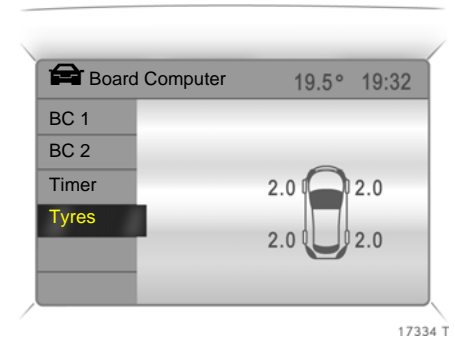 Board Computer 19.5° 19:32
BC 1
BC 2
Timer
2.0 2.0
Tyres
2.0 2.0
17334 T